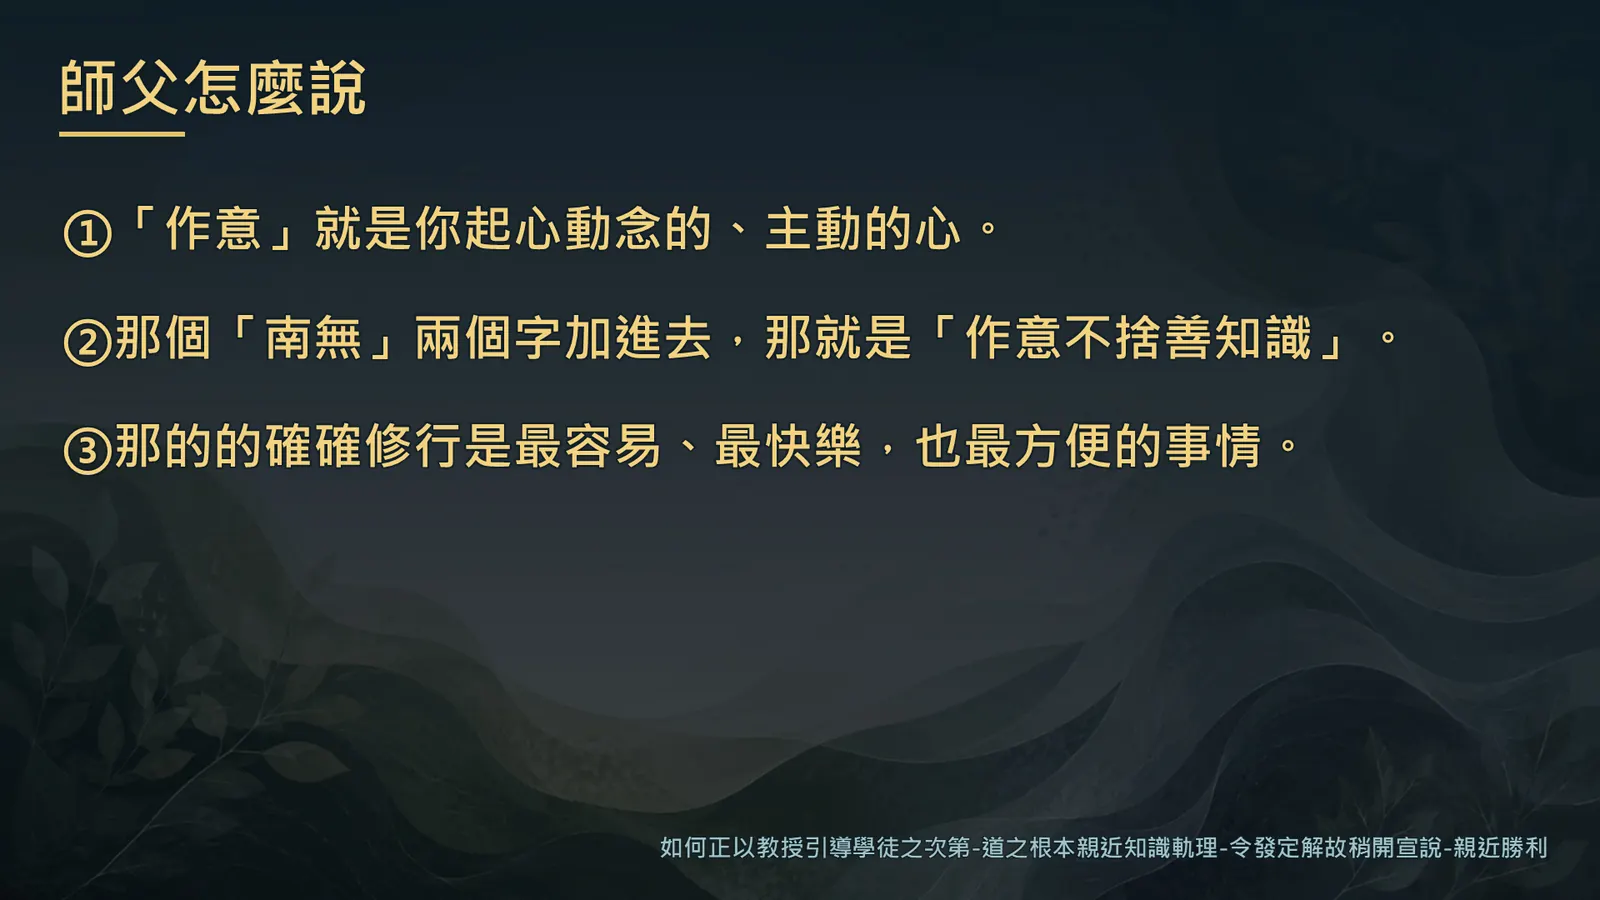 師父怎麼說
①「作意」就是你起心動念的、主動的心。
②那個「南無」兩個字加進去，那就是「作意不捨善知識」。
③那的的確確修行是最容易、最快樂，也最方便的事情。
如何正以教授引導學徒之次第-道之根本親近知識軌理-令發定解故稍開宣說-親近勝利